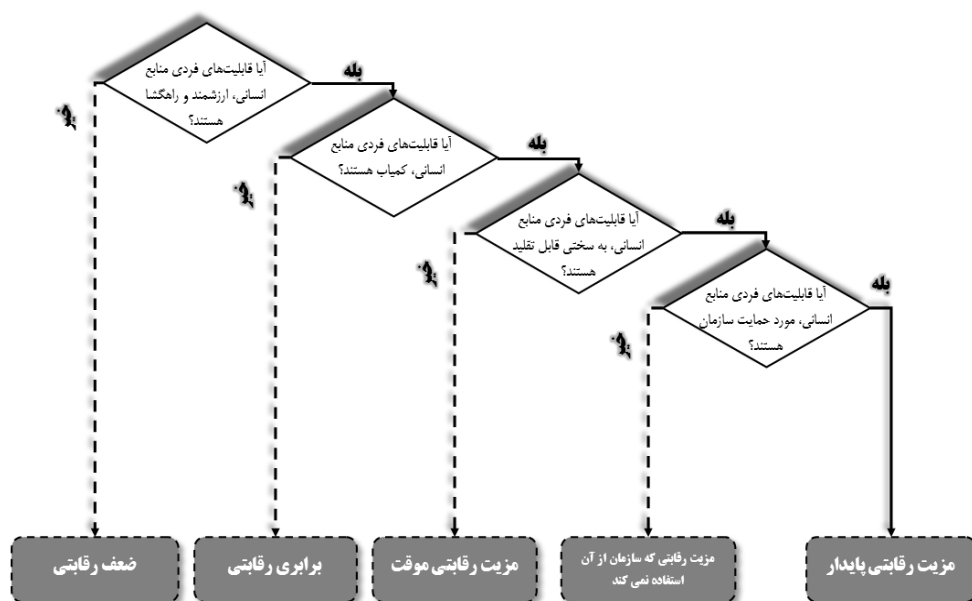 آیا قابلیت‌های فردی منابع
انسانی، ارزشمند و راهگشا
هستند؟
بله
خیر
آیا قابلیت‌های فردی منابع
انسانی، کمیاب هستند؟
بله
خیر
آیا قابلیت‌های فردی منابع
انسانی، به سختی قابل تقلید
هستند؟
بله
خیر
آیا قابلیت‌های فردی منابع
انسانی، مورد حمایت سازمان
هستند؟
بله
خیر
ضعف رقابتی
برابری رقابتی
مزیت رقابتی موقت
مزیت رقابتی که سازمان از آن
استفاده نمی کند
مزیت رقابتی پایدار